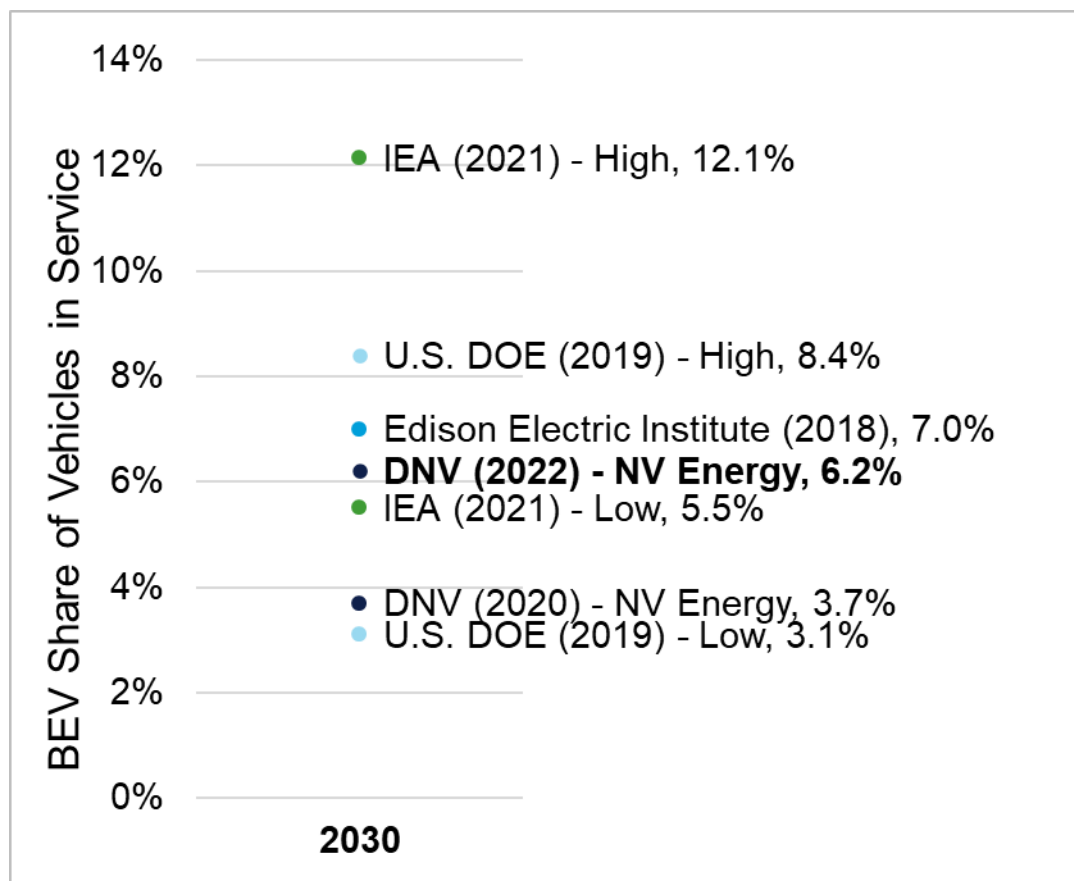 14%
12%
10%
8%
6%
4%
2%
0%
BEV Share of Vehicles in Service
IEA (2021) - High, 12.1%
U.S. DOE (2019) - High, 8.4%
Edison Electric Institute (2018), 7.0%
DNV (2022) - NV Energy, 6.2%
IEA (2021) - Low, 5.5%
DNV (2020) - NV Energy, 3.7%
U.S. DOE (2019) - Low, 3.1%
2030